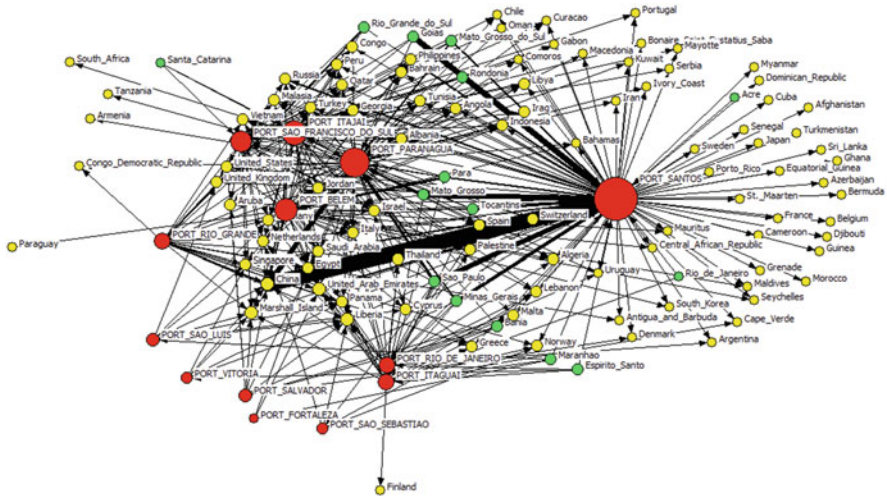 Portugal
Chile
Rio_Grande_do_Sul
Oman
Curacao
Goias
Congo
Mato_Grosso_do_Sul
Gabon
Bonaire_Saint_Eustatius_Saba
Mayotte
Macedonia
South_Africa
Santa_Catarina
Peru
Philippines
Comoros
Kuwait
Serbia
Myanmar
Bahrain
Russia
Qatar
Rondonia
Libya
Ivory_Coast
Dominican_Republic
Tanzania
Malasia
Tunisia
Iran
Acre
Cuba
Turkey
Georgia
Angola
Iraq
Afghanistan
Armenia
Vietnam
PORT_ITAJAI
Indonesia
Senegal
Turkmenistan
PORT_SAO_FRANCISCO_DO_SUL
Albania
Bahamas
Japan
PORT_PARANAGUA
Sweden
Sri_Lanka
Congo_Democratic_Republic
United_States
Ghana
Para
Porto_Rico
Equatorial_Guinea
United_Kingdom
PORT_SANTOS
Azerbaijan
Jordan
Mato_Grosso
Aruba
PORT_BELEM
Tocantins
St._Maarten
Bermuda
Israel
Switzerland
Spain
France
Belgium
PORT_RIO_GRANDE
Italy
Mauritus
Cameroon
Djibouti
Paraguay
Netherlands
Saudi_Arabia
Palestine
Central_African_Republic
Guinea
Singapore
Egypt
Thailand
Algeria
Grenade
China
Sao_Paulo
Uruguay
Rio_de_Janeiro
Maldives
Morocco
United_Arab_Emirates
Lebanon
Seychelles
Panama
Minas_Gerais
South_Korea
Marshall_Island
Liberia
Cyprus
Malta
Antigua_and_Barbuda
Cape_Verde
Bahia
PORT_SAO_LUIS
Greece
Norway
Denmark
Argentina
PORT_RIO_DE_JANEIRO
Maranhao
PORT_VITORIA
PORT_ITAGUAI
Espirito_Santo
PORT_SALVADOR
PORT_FORTALEZA
PORT_SAO_SEBASTIAO
Finland